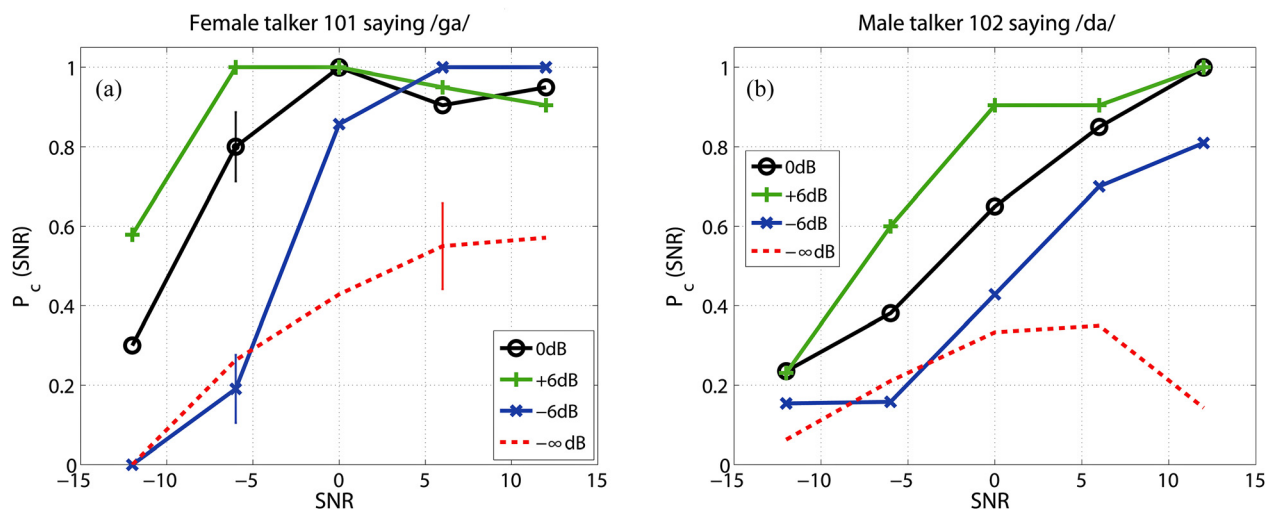 Female talker 101 saying /ga/
(a)
1
0.8
0.6
0.4
0.2
0
−15
−10
−5
0
5
10
15
P c (SNR)
SNR
0dB
+6dB
−6dB
−∞ dB
Male talker 102 saying /da/
(b)
1
0.8
0.6
0.4
0.2
0
−15
−10
−5
0
5
10
15
P c (SNR)
SNR
0dB
+6dB
−6dB
−∞ dB